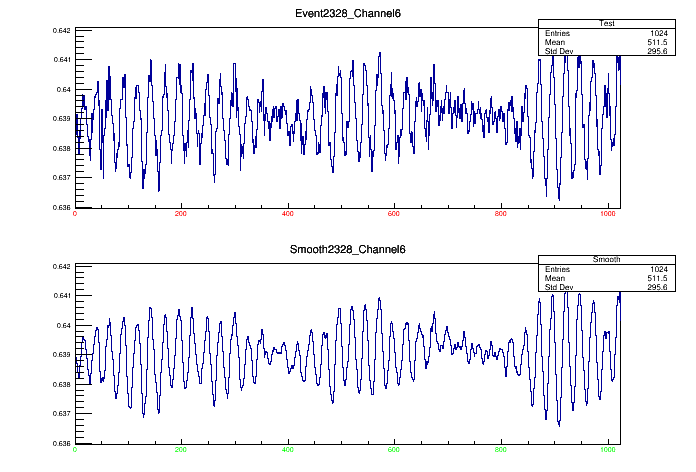 Event2328_Channel6
Test
Entries 1024
Mean 511.5
Std Dev 295.6
0.642
0.641
0.64
0.639
0.638
0.637
0.636
0 200 400 600 800 1000
Smooth2328_Channel6
Smooth
Entries 1024
Mean 511.5
Std Dev 295.6
0.642
0.641
0.64
0.639
0.638
0.637
0.636
0 200 400 600 800 1000